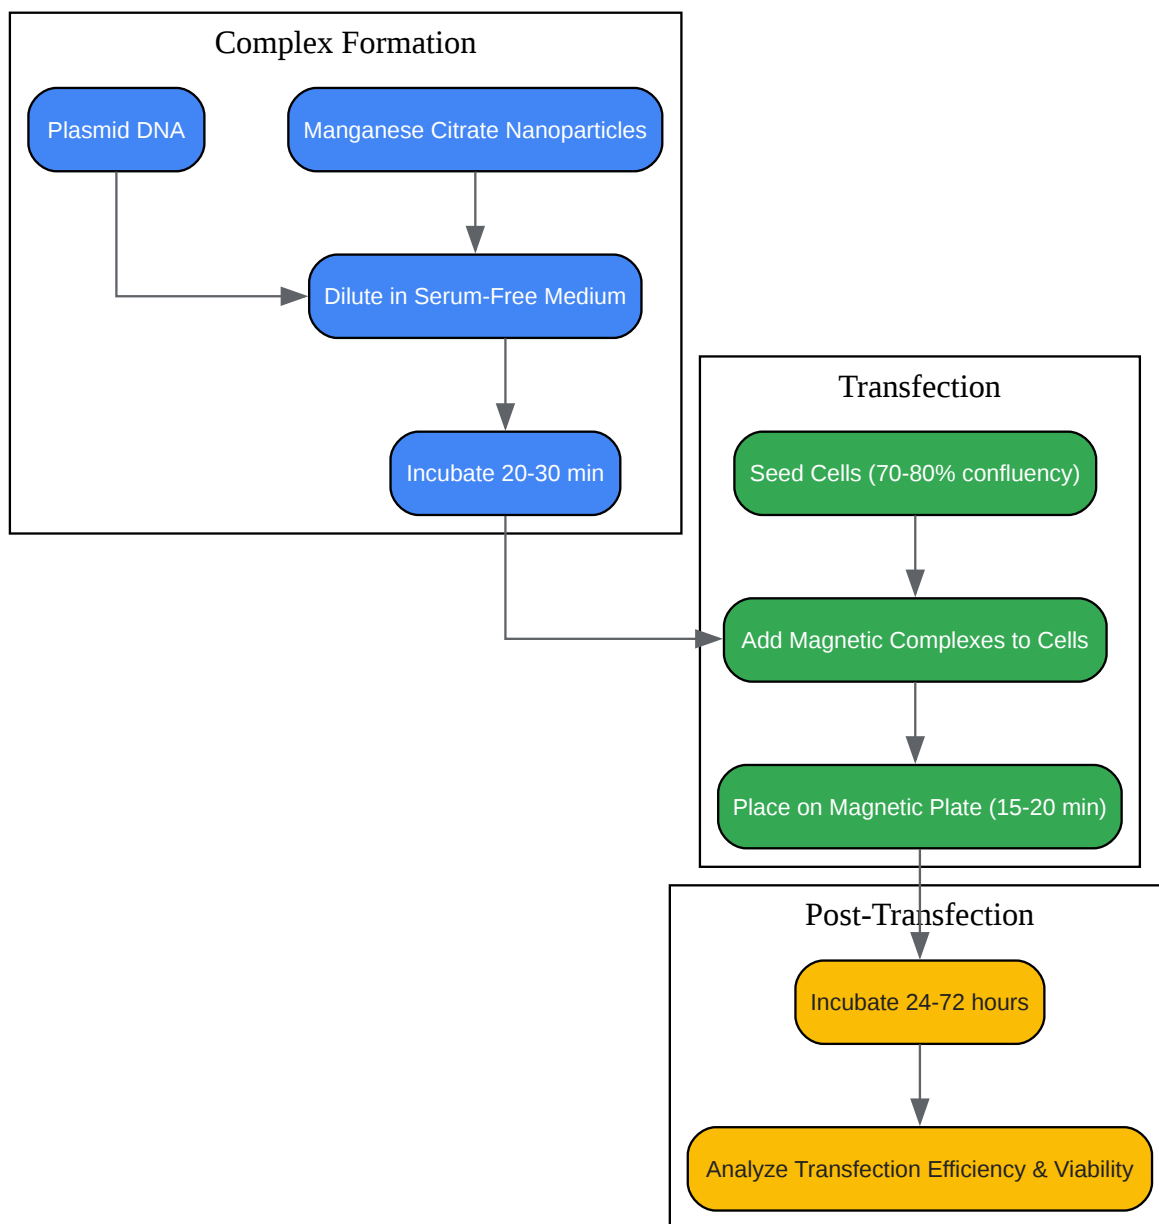 Complex Formation
Plasmid DNA
Manganese Citrate Nanoparticles
Dilute in Serum-Free Medium
Incubate 20-30 min
Transfection
Seed Cells (70-80% confluency)
Add Magnetic Complexes to Cells
Place on Magnetic Plate (15-20 min)
Post-Transfection
Incubate 24-72 hours
Analyze Transfection Efficiency & Viability